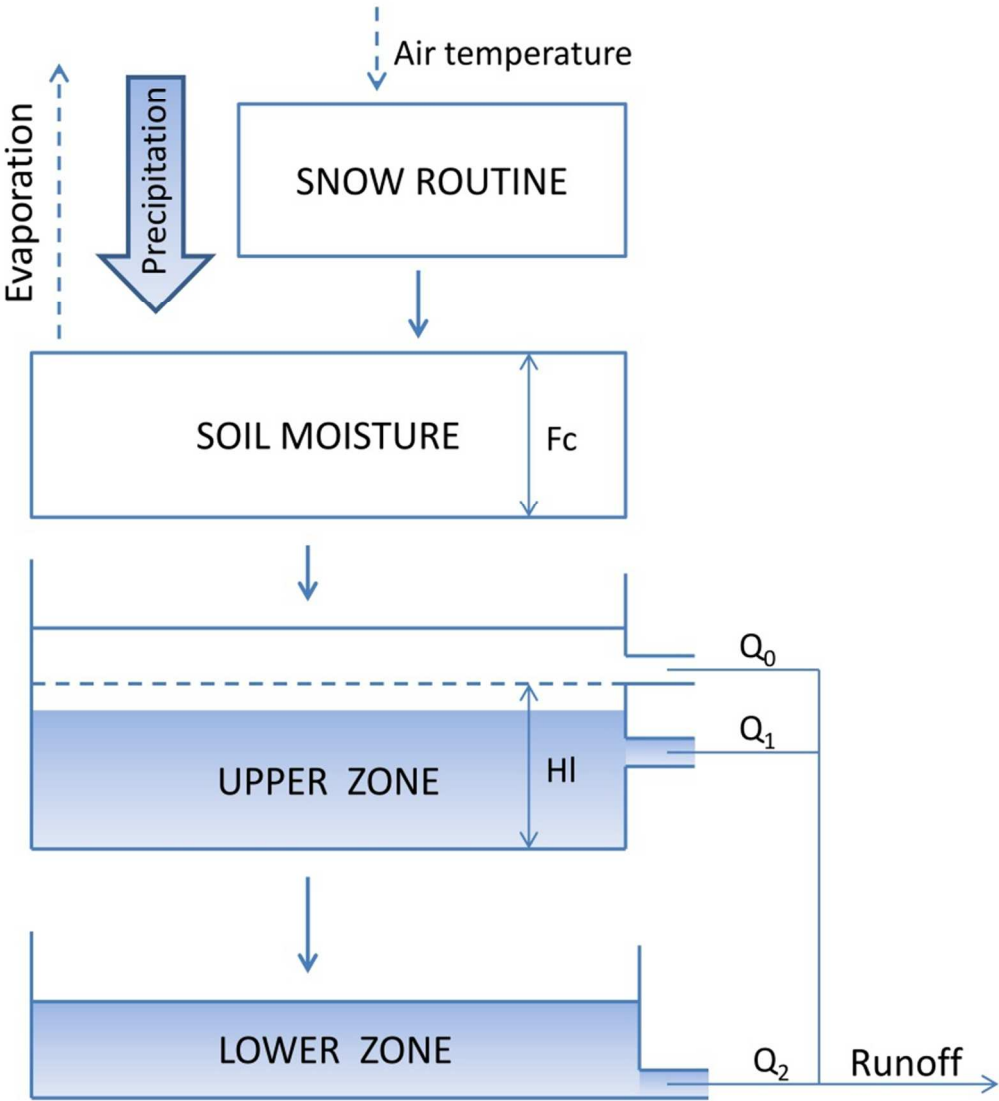 Air temperature
Evaporation
Precipitation
SNOW ROUTINE
SOIL MOISTURE
Fc
Q0
Q1
UPPER ZONE
Hl
LOWER ZONE
Q2
Runoff